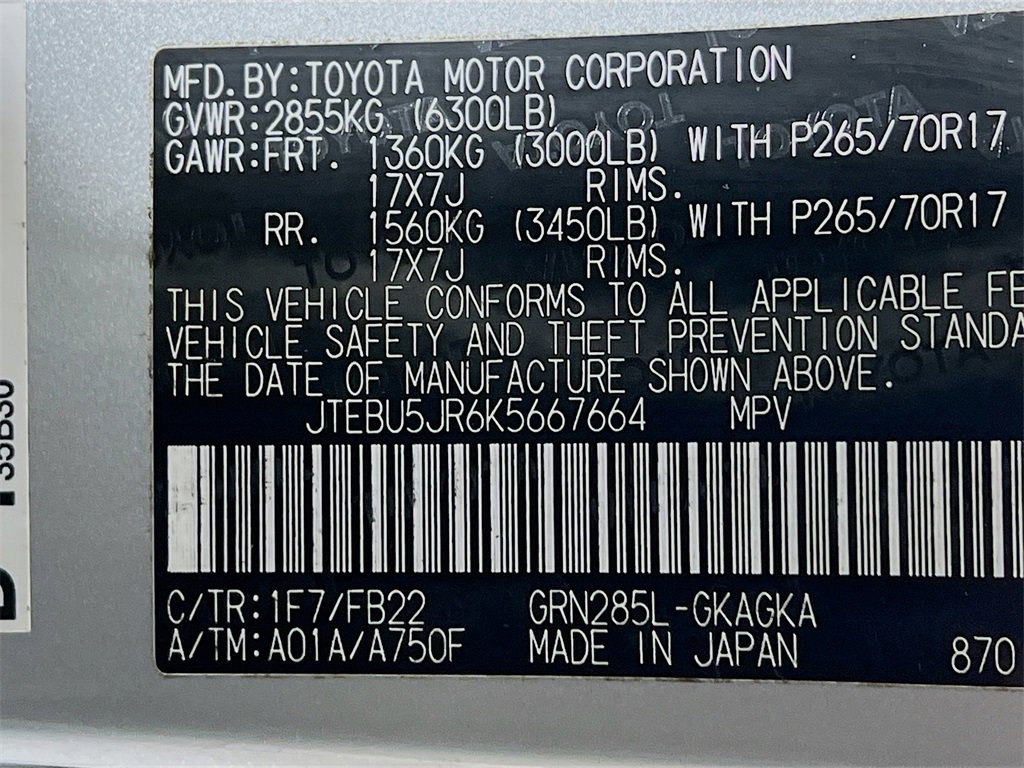 MFD.BY:TOYOTA MOTOR CORPORATION
GVWR:2855KG (6300LB)
GAWR:FRT. 1360KG (3000LB) WITH P265/70R17
17X7J RIMS.
RR. 1560KG (3450LB) WITH P265/70R17
17X7J RIMS.
THIS VEHICLE CONFORMS TO ALL APPLICABLE FE
VEHICLE SAFETY AND THEFT PREVENTION STANDA
THE DATE OF MANUFACTURE SHOWN ABOVE.
JTEBU5JR6K5667664 MPV
C/TR:1F7/FB22 GRN285L-GKAGKA
A/TM:A01A/A750F MADE IN JAPAN 870
35B30